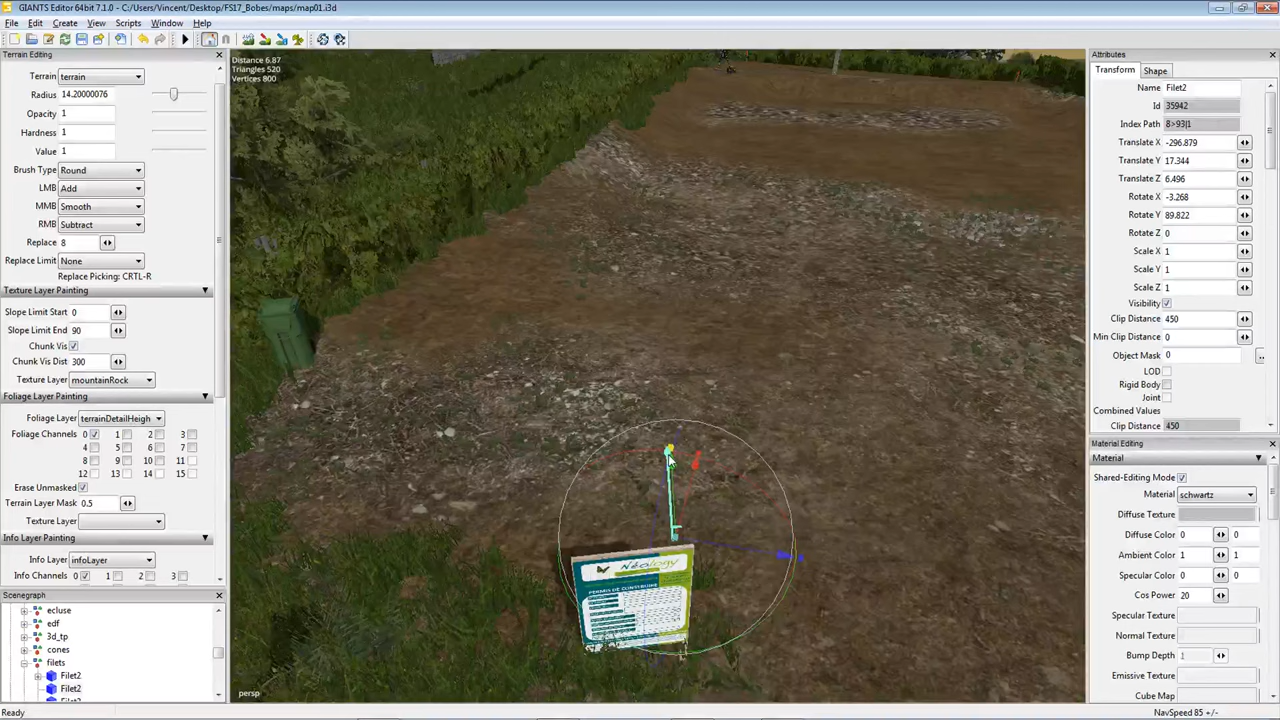 GIANTS Editor 64bit 7.1.0 - C:/Users/Vincent/Desktop/FS17_Bobes/maps/map01.i3d
File Edit Create View Scripts Window Help
Terrain Editing
Terrain terrain
Radius 14.20000076
Opacity 1
Hardness 1
Value 1
Brush Type Round
LMB Add
MMB Smooth
RMB Subtract
Replace 8
Replace Limit None
Replace Picking: CRTL-R
Texture Layer Painting
Slope Limit Start 0
Slope Limit End 90
Chunk Vis
Chunk Vis Dist 300
Texture Layer mountainRock
Foliage Layer Painting
Foliage Layer terrainDetailHeigh
Foliage Channels 0 1 2 3
4 5 6 7
8 9 10 11
12 13 14 15
Erase Unmasked
Terrain Layer Mask 0.5
Texture Layer
Info Layer Painting
Info Layer infoLayer
Info Channels 0 1 2 3
Scenegraph
ecluse
edf
3d_tp
cones
filets
Filet2
Filet2
Ready
Distance 6.87
Triangles 520
Vertices 800
Néology
PERMIS DE CONSTRUIRE
persp
Attributes
Transform Shape
Name Filet2
Id 35942
Index Path 8>93|1
Translate X -296.879
Translate Y 17.344
Translate Z 6.496
Rotate X -3.268
Rotate Y 89.822
Rotate Z 0
Scale X 1
Scale Y 1
Scale Z 1
Visibility
Clip Distance 450
Min Clip Distance 0
Object Mask 0 ...
LOD
Rigid Body
Joint
Combined Values
Clip Distance 450
Material Editing
Material
Shared-Editing Mode
Material schwartz
Diffuse Texture
Diffuse Color 0 0
Ambient Color 1 1
Specular Color 0 0
Cos Power 20
Specular Texture
Normal Texture
Bump Depth 1
Emissive Texture
Cube Map
NavSpeed 85 +/-